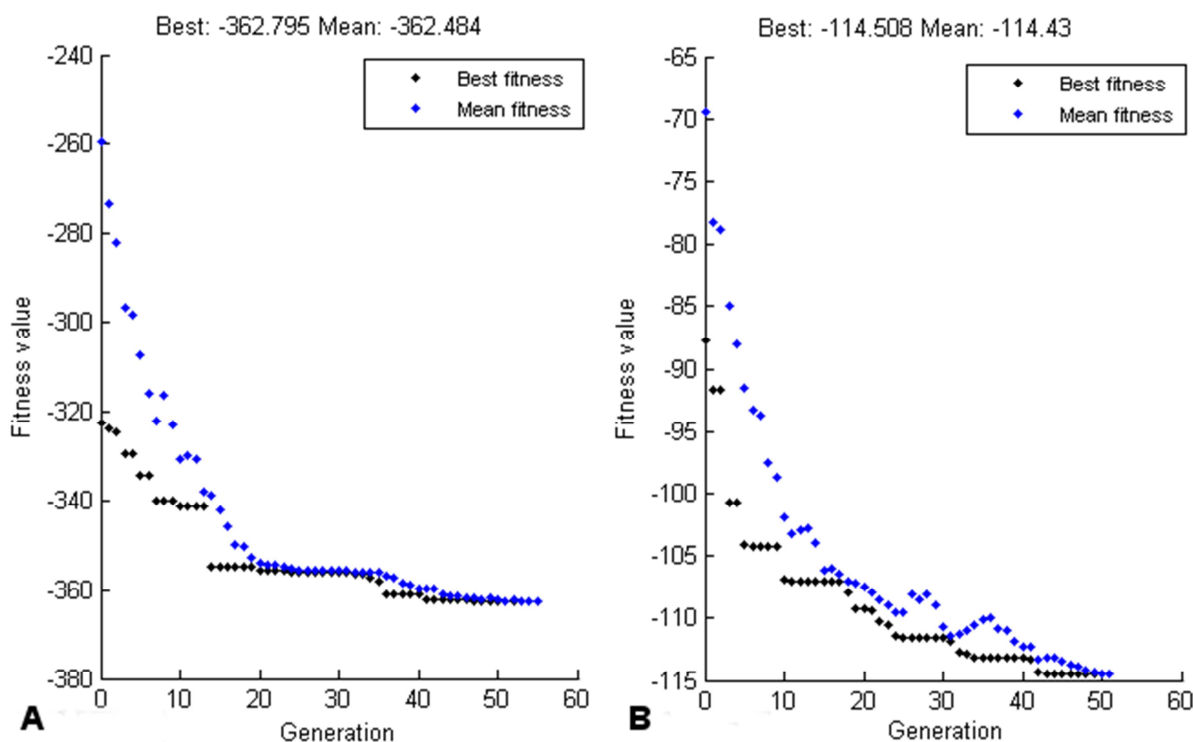 Best: -362.795 Mean: -362.484
-240
-260
-280
-300
-320
-340
-360
-380
Fitness value
Best fitness
Mean fitness
0 10 20 30 40 50 60
Generation
A
Best: -114.508 Mean: -114.43
-65
-70
-75
-80
-85
-90
-95
-100
-105
-110
-115
Fitness value
Best fitness
Mean fitness
0 10 20 30 40 50 60
Generation
B